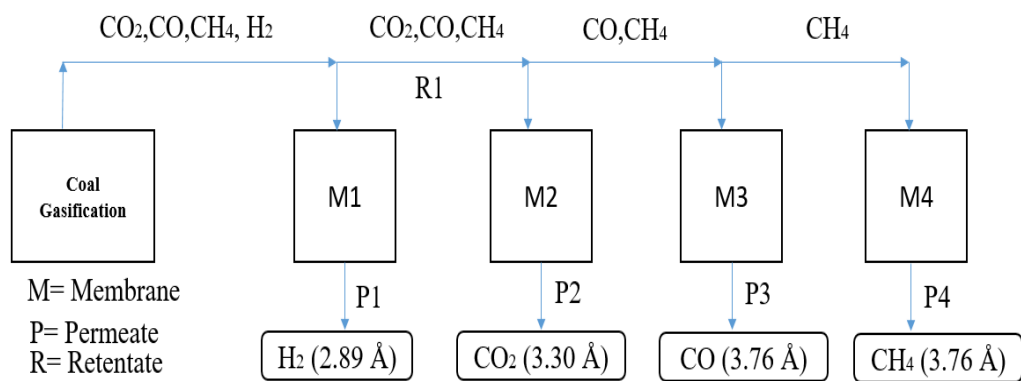 CO₂,CO,CH₄, H₂
CO₂,CO,CH₄
CO,CH₄
CH₄
R1
Coal
Gasification
M1
M2
M3
M4
M= Membrane
P= Permeate
R= Retentate
P1
P2
P3
P4
H₂ (2.89 Å)
CO₂ (3.30 Å)
CO (3.76 Å)
CH₄ (3.76 Å)